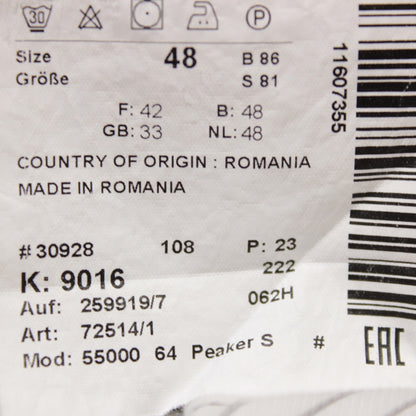 30 P
Size 48 B 86
Größe S 81
F: 42 B: 48
GB: 33 NL: 48
COUNTRY OF ORIGIN : ROMANIA
MADE IN ROMANIA
# 30928 108 P: 23
K: 9016 222
Auf: 259919/7 062H
Art: 72514/1
Mod: 55000 64 Peaker S #
11607355
EAC